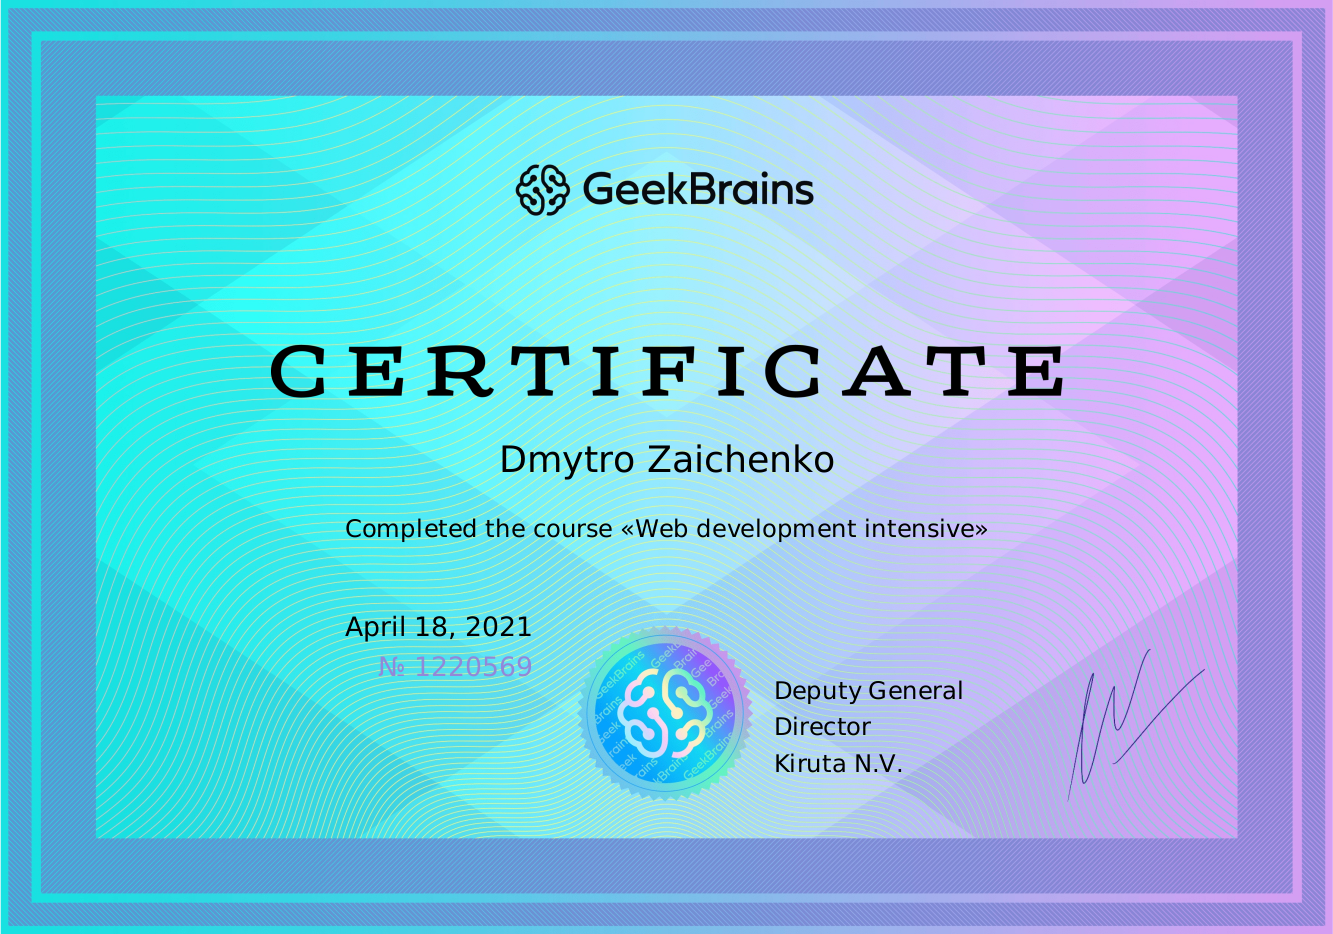 GeekBrains
CERTIFICATE
Dmytro Zaichenko
Completed the course «Web development intensive»
April 18, 2021
№ 1220569
Deputy General
Director
Kiruta N.V.